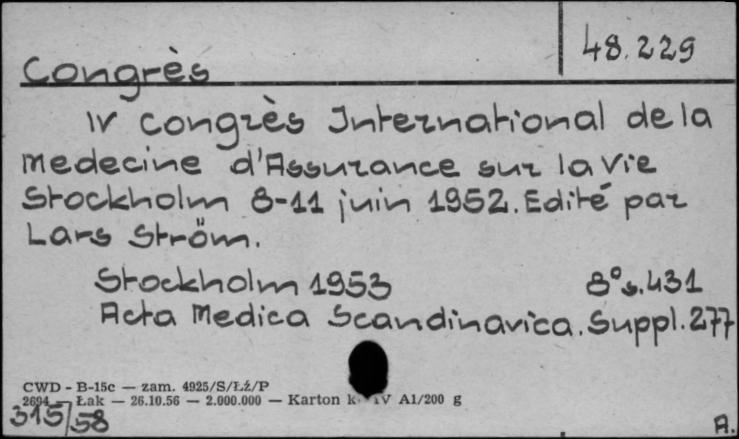 48.229
Congrès
IV Congrès International de la
Medecine d'Assurance sur la Vie
Stockholm 8-11 juin 1952. Edité par
Lars Ström.
Stockholm 1953 8° s. 431
Acta Medica Scandinavica. Suppl. 277
CWD - B-15c — zam. 4925/S/Łź/P
2694 — Łak — 26.10.56 — 2.000.000 — Karton IV A1/200 g
315/58 A.